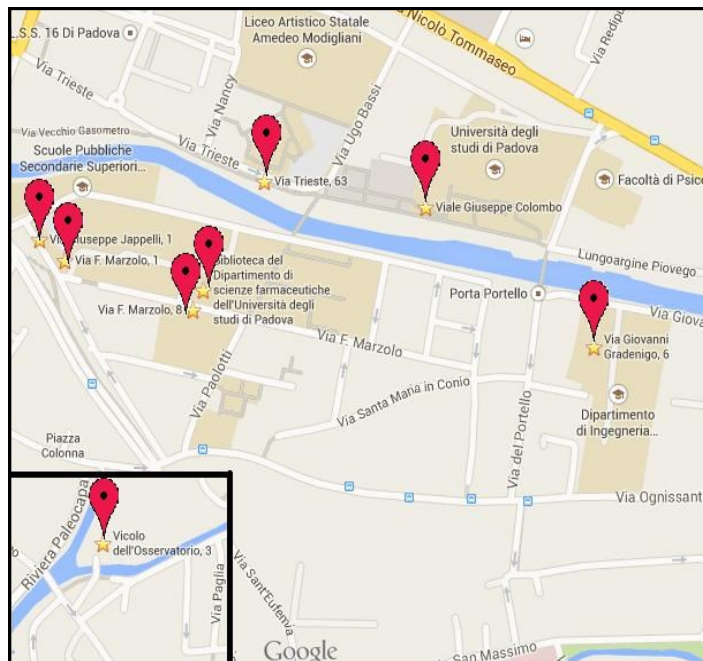 L.S.S. 16 Di Padova
Liceo Artistico Statale
Amedeo Modigliani
Nicolò Tommaseo
Via Redipu
Via Trieste
Via Nancy
Via Ugo Bassi
Via Vecchio Gasometro
Scuole Pubbliche
Secondarie Superiori...
Via Trieste
Via Trieste, 63
Università degli
studi di Padova
Facoltà di Psico
Viale Giuseppe Colombo
Giuseppe Jappelli, 1
Via F. Marzolo, 1
Biblioteca del
Dipartimento di
scienze farmaceutiche
dell'Università degli
studi di Padova
Via F. Marzolo, 8
Lungoargine Piovego
Porta Portello
Via Giova
Via F. Marzolo
Via Giovanni
Gradenigo, 6
Via Paolotti
Via Santa Maria in Conio
Dipartimento
di Ingegneria...
Via del Portello
Piazza
Colonna
Via Ognissant
Riviera Paleocapa
Vicolo
dell'Osservatorio, 3
Via Paglia
Via Sant'Eufemia
Google
San Massimo